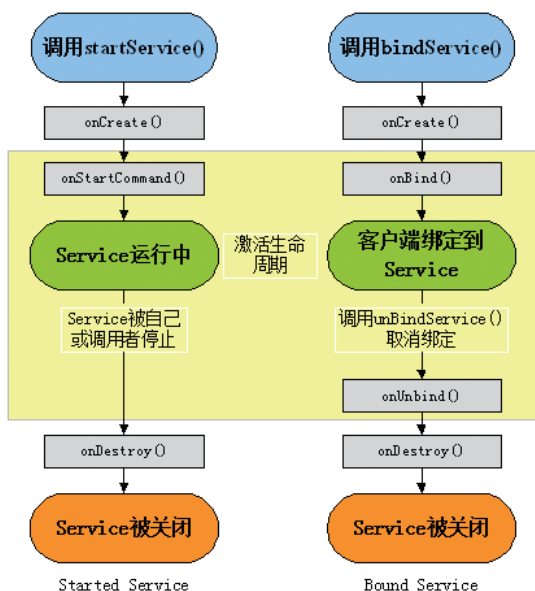 调用startService()
onCreate()
onStartCommand()
Service运行中
Service被自己
或调用者停止
onDestroy()
Service被关闭
Started Service
激活生命
周期
调用bindService()
onCreate()
onBind()
客户端绑定到
Service
调用unBindService()
取消绑定
onUnbind()
onDestroy()
Service被关闭
Bound Service